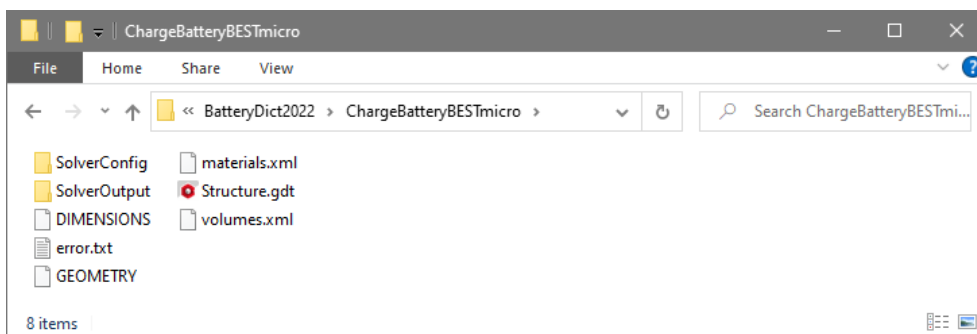 ChargeBatteryBESTmicro
File Home Share View
« BatteryDict2022 › ChargeBatteryBESTmicro › Search ChargeBatteryBESTmi...
SolverConfig materials.xml
SolverOutput Structure.gdt
DIMENSIONS volumes.xml
error.txt
GEOMETRY
8 items